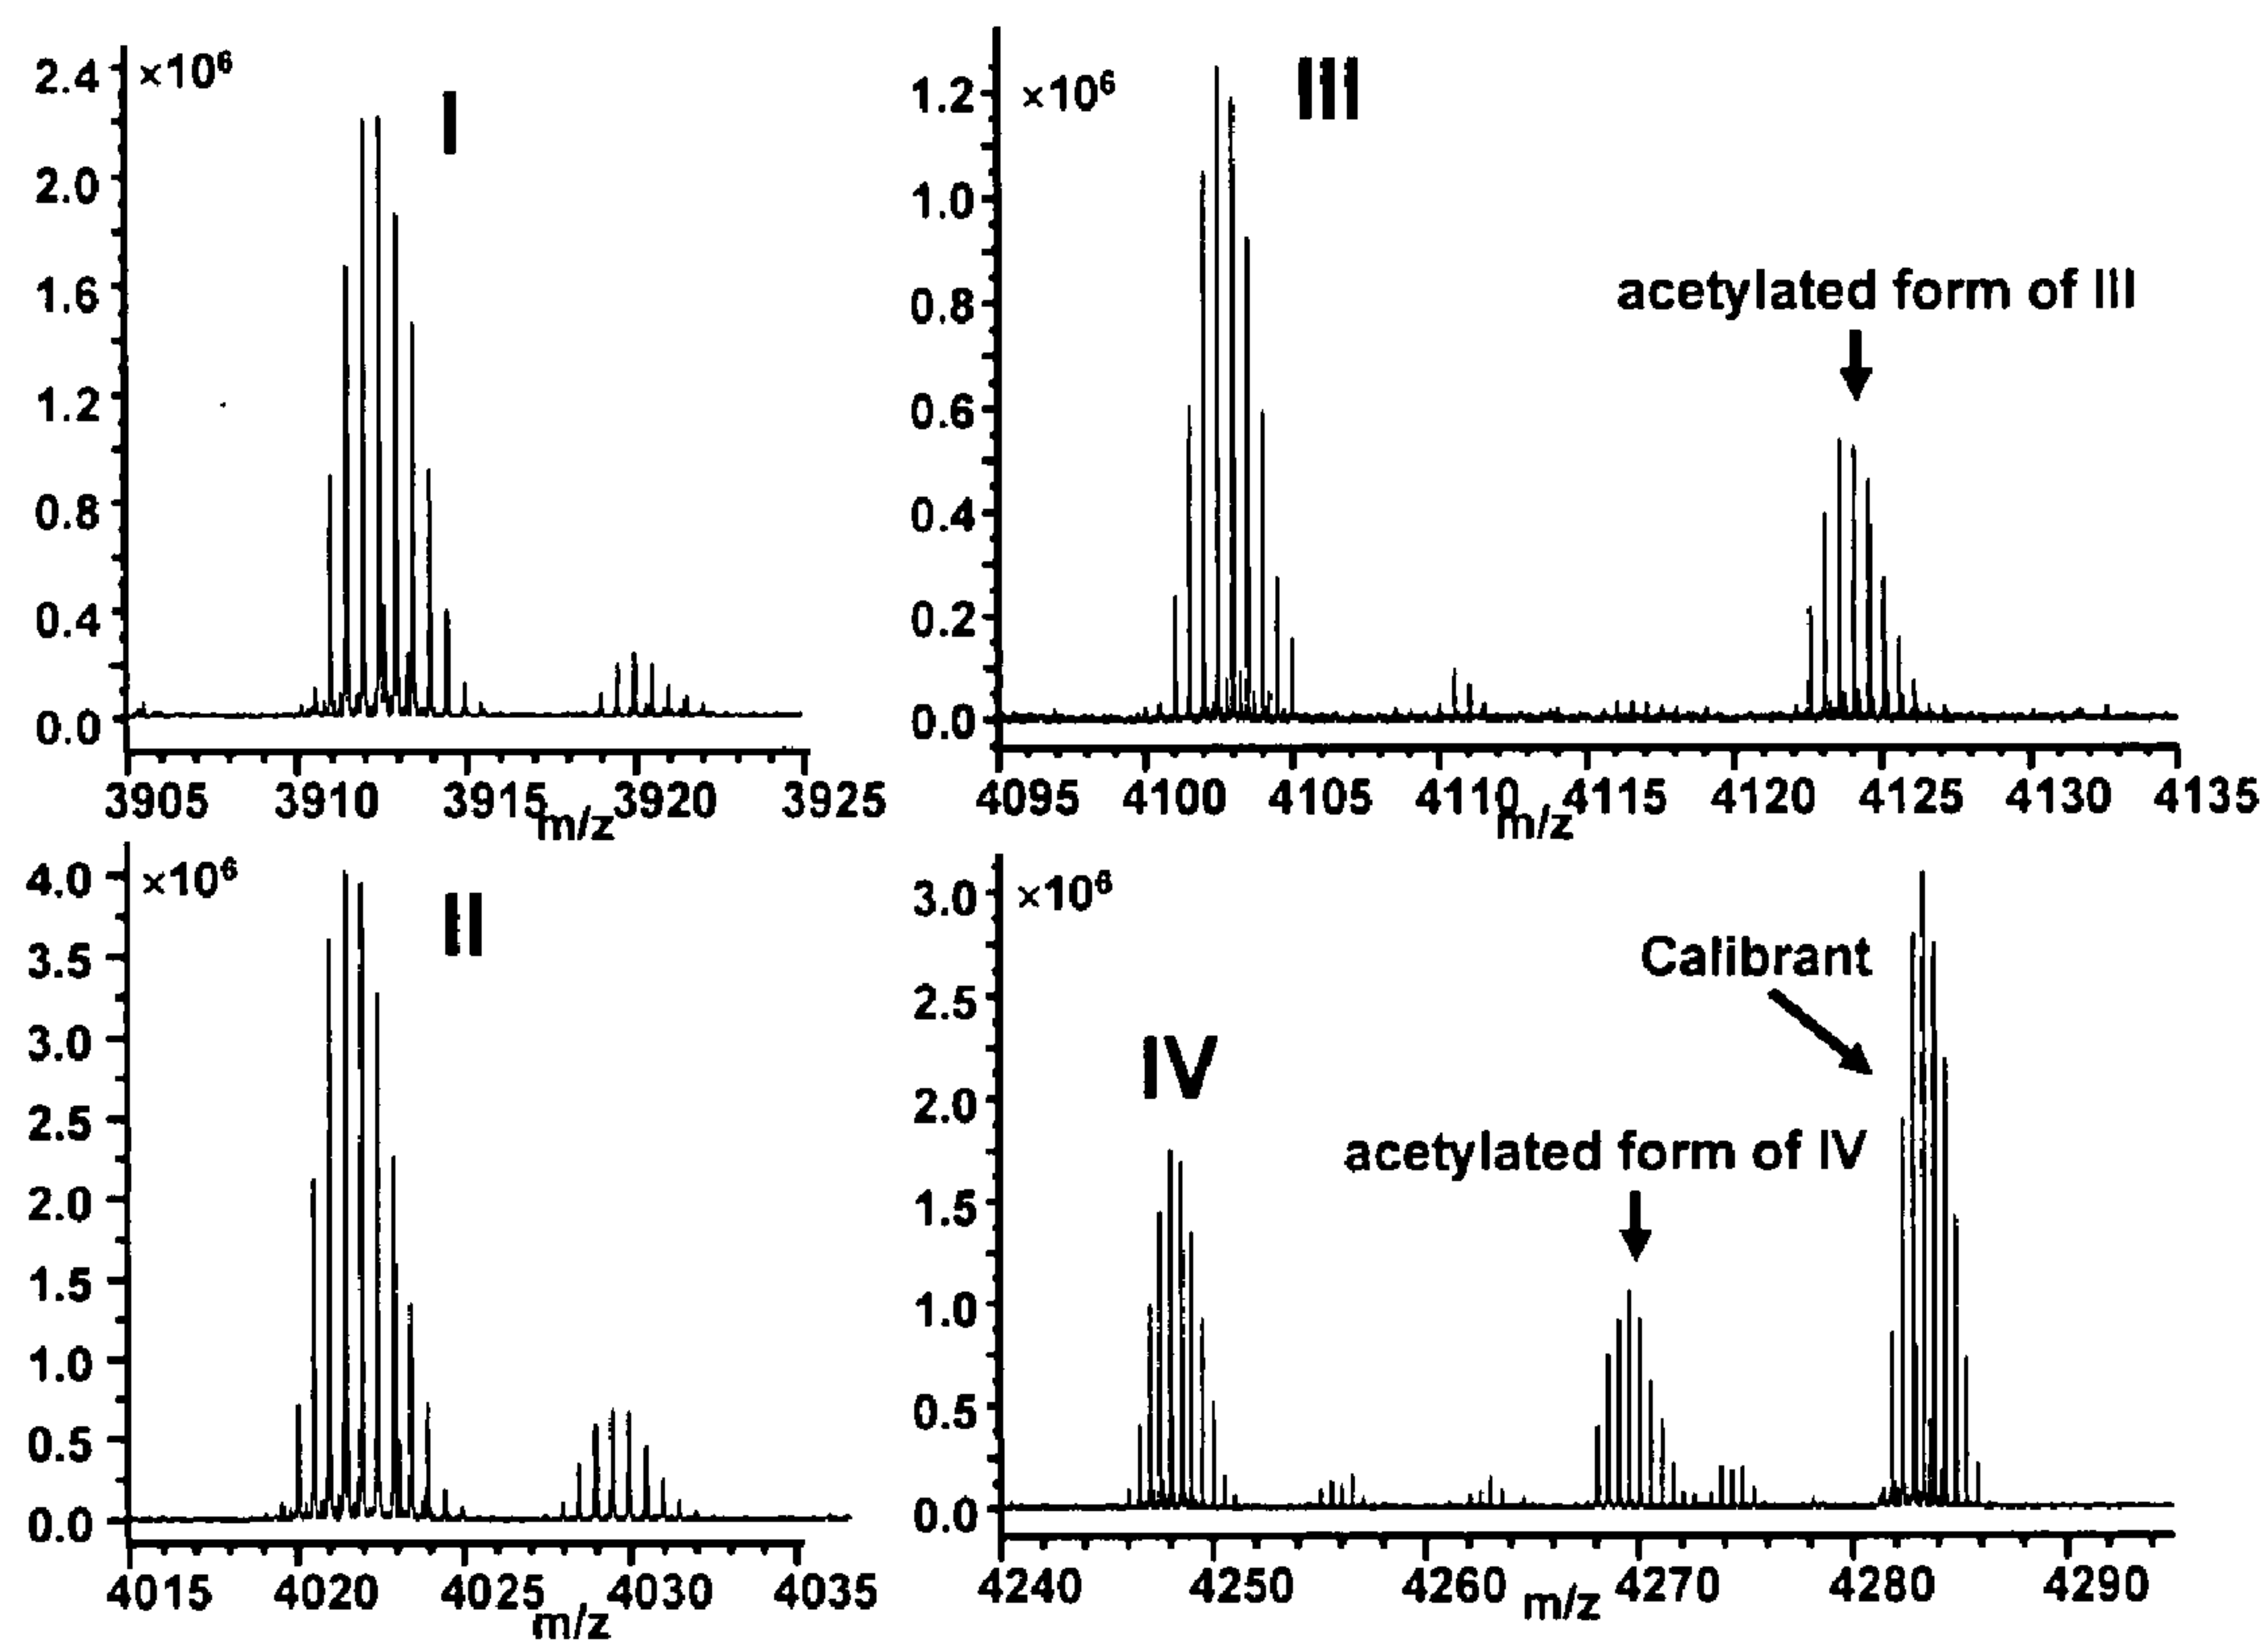 ×10⁶
I
2.4
2.0
1.6
1.2
0.8
0.4
0.0
3905 3910 3915 3920 3925
m/z
×10⁶
III
1.2
1.0
0.8
0.6
0.4
0.2
0.0
acetylated form of III
4095 4100 4105 4110 4115 4120 4125 4130 4135
m/z
×10⁶
II
4.0
3.5
3.0
2.5
2.0
1.5
1.0
0.5
0.0
4015 4020 4025 4030 4035
m/z
×10⁶
3.0
2.5
2.0
1.5
1.0
0.5
0.0
Calibrant
IV
acetylated form of IV
4240 4250 4260 4270 4280 4290
m/z